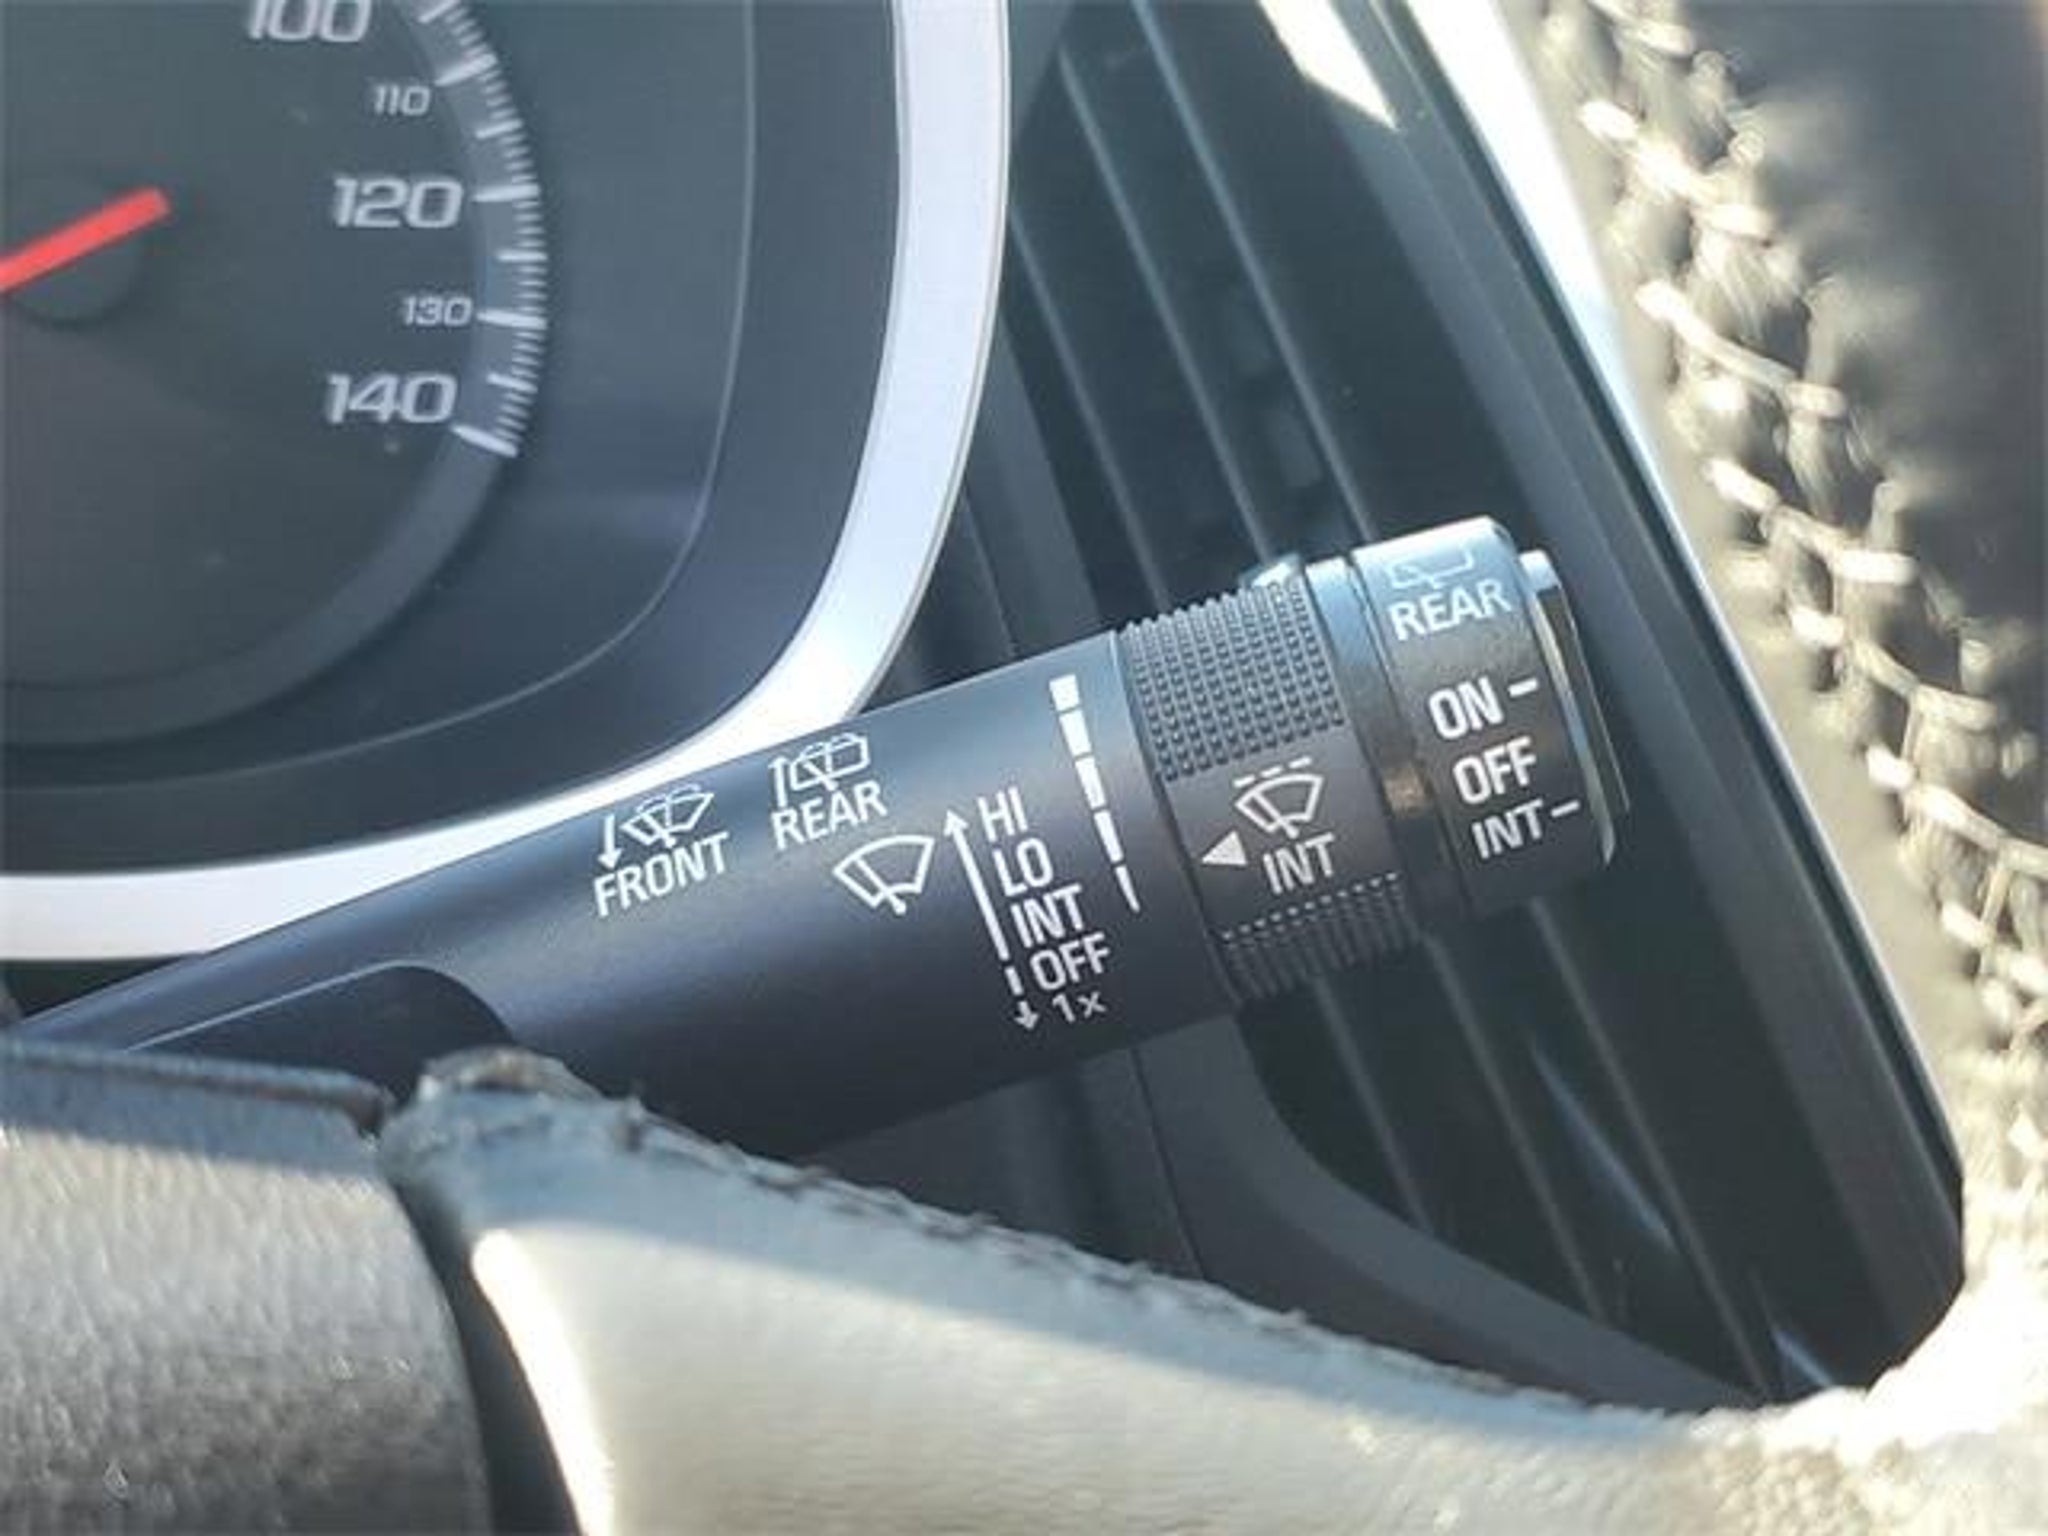 100
110
120
130
140
FRONT
REAR
HI
LO
INT
OFF
1x
INT
REAR
ON
OFF
INT